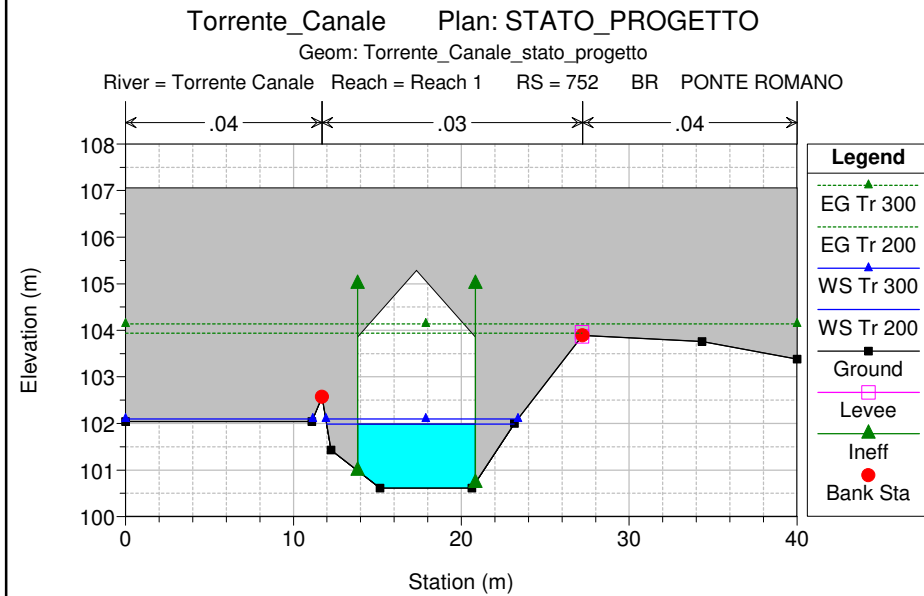 Torrente_Canale Plan: STATO_PROGETTO
Geom: Torrente_Canale_stato_progetto
River = Torrente Canale Reach = Reach 1 RS = 752 BR PONTE ROMANO
.04 .03 .04
108
107
106
105
104
103
102
101
100
Elevation (m)
0 10 20 30 40
Station (m)
Legend
EG Tr 300
EG Tr 200
WS Tr 300
WS Tr 200
Ground
Levee
Ineff
Bank Sta